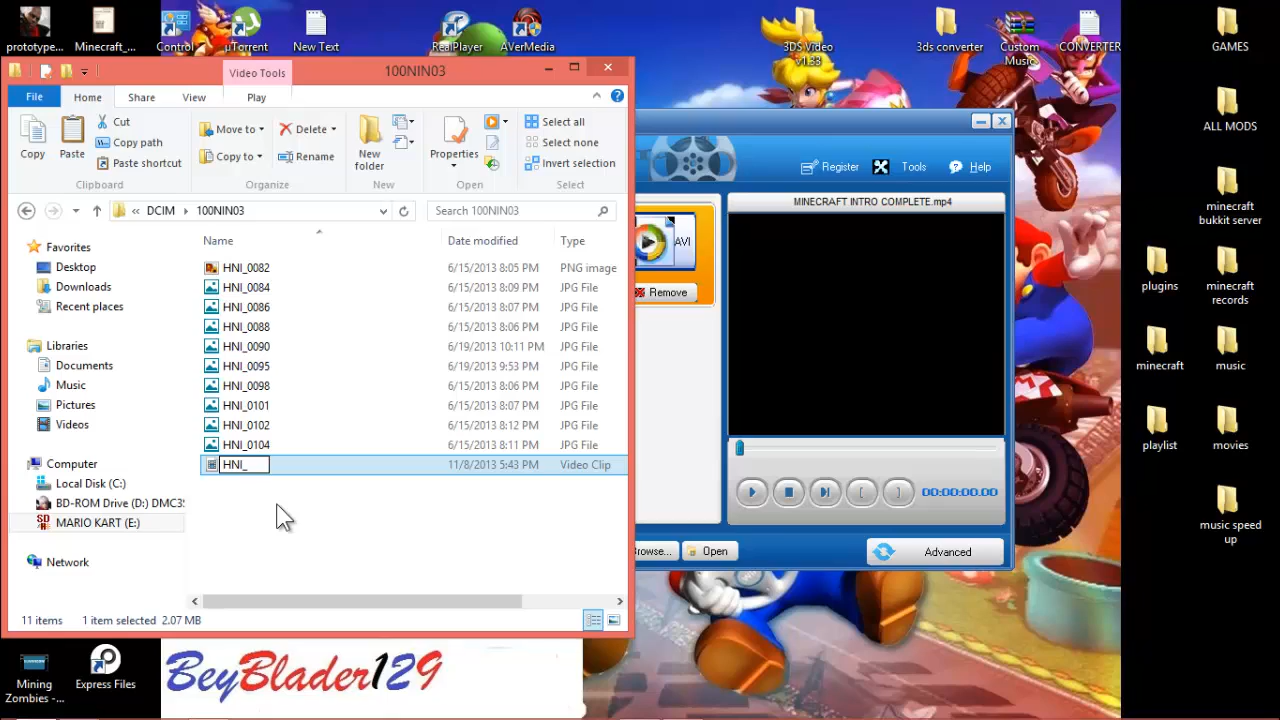 prototype...
Minecraft_...
Control
µTorrent
New Text
RealPlayer
AVerMedia
3DS Video v1.33
3ds converter
Custom Music...
CONVERTER
GAMES
Video Tools
100NIN03
File
Home
Share
View
Play
Copy
Paste
Cut
Copy path
Paste shortcut
Clipboard
Move to
Copy to
Delete
Rename
Organize
New folder
New
Properties
Open
Select all
Select none
Invert selection
Select
DCIM
100NIN03
Search 100NIN03
Favorites
Desktop
Downloads
Recent places
Libraries
Documents
Music
Pictures
Videos
Computer
Local Disk (C:)
BD-ROM Drive (D:) DMC3S
MARIO KART (E:)
Network
Name Date modified Type
HNI_0082 6/15/2013 8:05 PM PNG image
HNI_0084 6/15/2013 8:09 PM JPG File
HNI_0086 6/15/2013 8:07 PM JPG File
HNI_0088 6/15/2013 8:06 PM JPG File
HNI_0090 6/19/2013 10:11 PM JPG File
HNI_0095 6/19/2013 9:53 PM JPG File
HNI_0098 6/15/2013 8:06 PM JPG File
HNI_0101 6/15/2013 8:07 PM JPG File
HNI_0102 6/15/2013 8:12 PM JPG File
HNI_0104 6/15/2013 8:11 PM JPG File
HNI_ 11/8/2013 5:43 PM Video Clip
11 items 1 item selected 2.07 MB
Register
Tools
Help
AVI
Remove
MINECRAFT INTRO COMPLETE.mp4
00:00:00.00
Browse...
Open
Advanced
ALL MODS
minecraft bukkit server
plugins
minecraft records
minecraft
music
playlist
movies
music speed up
Mining Zombies -...
Express Files
BeyBlader129